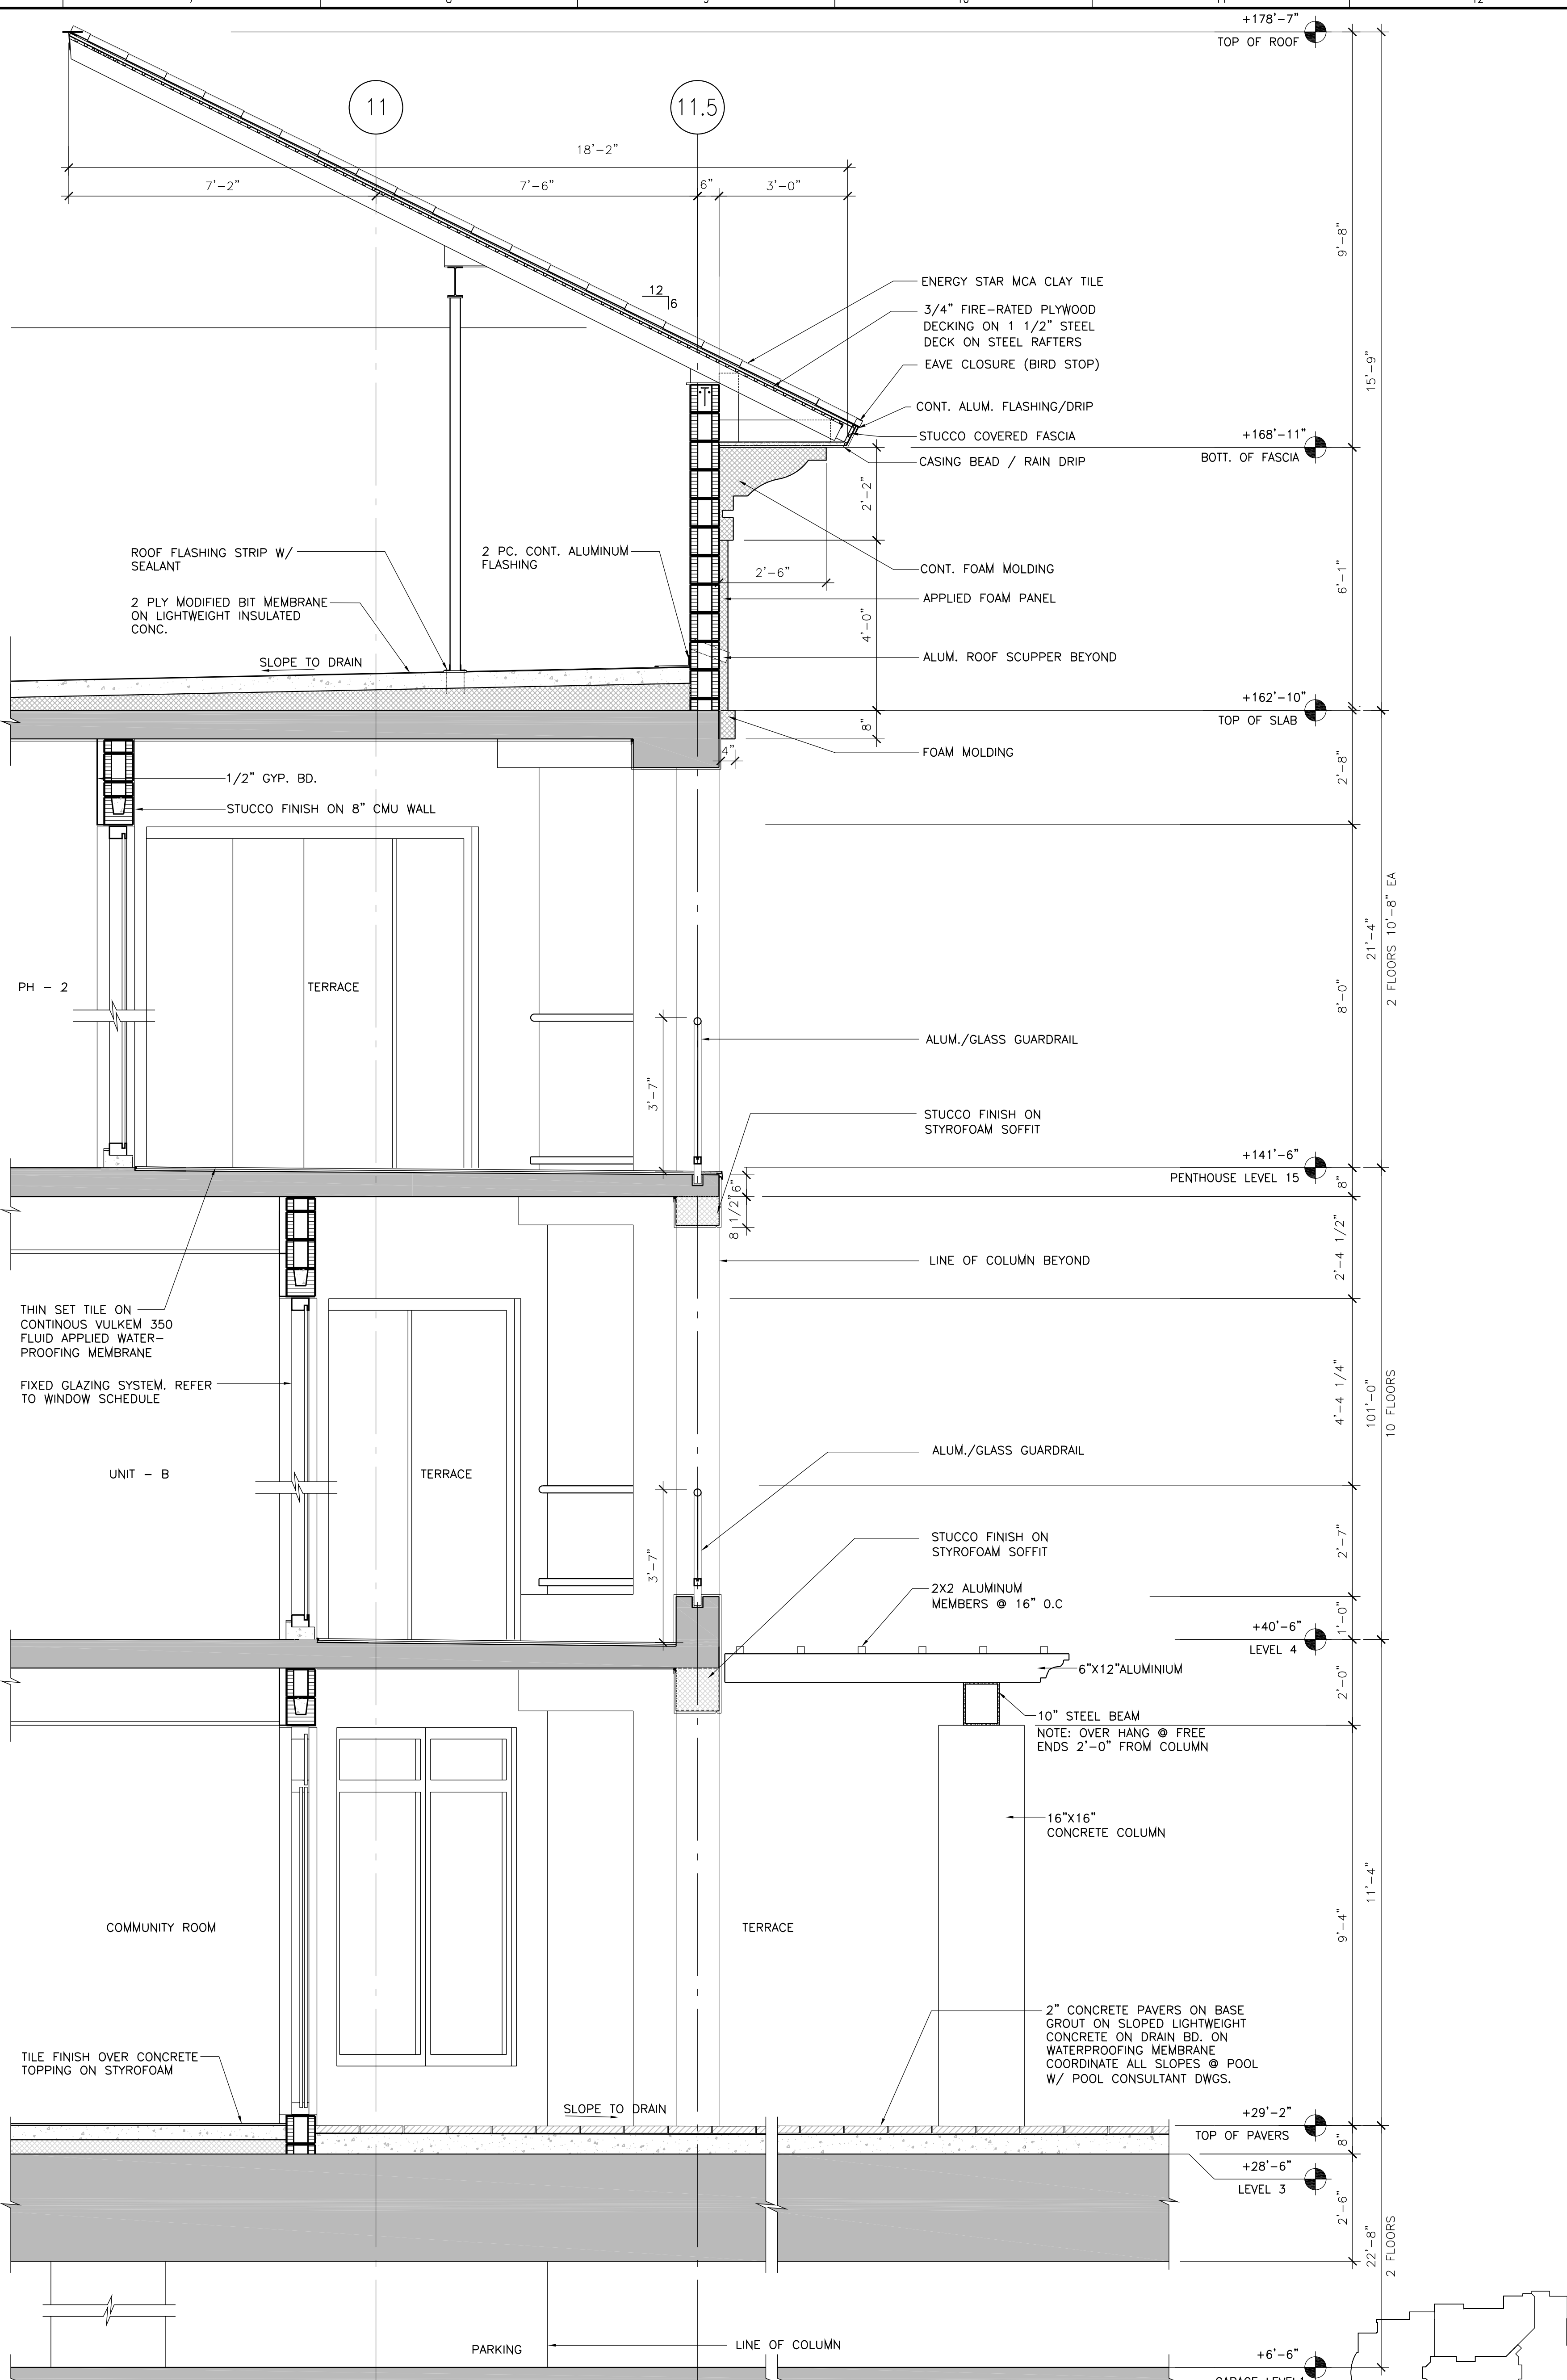 +178'-7"
TOP OF ROOF
11
11.5
18'-2"
7'-2"
7'-6"
6"
3'-0"
9'-8"
12
6
ENERGY STAR MCA CLAY TILE
3/4" FIRE-RATED PLYWOOD
DECKING ON 1 1/2" STEEL
DECK ON STEEL RAFTERS
EAVE CLOSURE (BIRD STOP)
15'-9"
CONT. ALUM. FLASHING/DRIP
STUCCO COVERED FASCIA
CASING BEAD / RAIN DRIP
+168'-11"
BOTT. OF FASCIA
2'-2"
ROOF FLASHING STRIP W/
SEALANT
2 PC. CONT. ALUMINUM
FLASHING
2'-6"
CONT. FOAM MOLDING
6'-1"
2 PLY MODIFIED BIT MEMBRANE
ON LIGHTWEIGHT INSULATED
CONC.
APPLIED FOAM PANEL
4'-0"
SLOPE TO DRAIN
ALUM. ROOF SCUPPER BEYOND
+162'-10"
TOP OF SLAB
8"
4"
FOAM MOLDING
2'-8"
1/2" GYP. BD.
STUCCO FINISH ON 8" CMU WALL
2 FLOORS 10'-8" EA
21'-4"
8'-0"
PH - 2
TERRACE
ALUM./GLASS GUARDRAIL
3'-7"
STUCCO FINISH ON
STYROFOAM SOFFIT
+141'-6"
PENTHOUSE LEVEL 15
8"
6"
8 1/2"
2'-4 1/2"
LINE OF COLUMN BEYOND
THIN SET TILE ON
CONTINOUS VULKEM 350
FLUID APPLIED WATER-
PROOFING MEMBRANE
FIXED GLAZING SYSTEM. REFER
TO WINDOW SCHEDULE
4'-4 1/4"
101'-0"
10 FLOORS
ALUM./GLASS GUARDRAIL
UNIT - B
TERRACE
3'-7"
STUCCO FINISH ON
STYROFOAM SOFFIT
2'-7"
2X2 ALUMINUM
MEMBERS @ 16" O.C
1'-0"
+40'-6"
LEVEL 4
6"X12"ALUMINIUM
2'-0"
10" STEEL BEAM
NOTE: OVER HANG @ FREE
ENDS 2'-0" FROM COLUMN
16"X16"
CONCRETE COLUMN
11'-4"
9'-4"
COMMUNITY ROOM
TERRACE
2" CONCRETE PAVERS ON BASE
GROUT ON SLOPED LIGHTWEIGHT
CONCRETE ON DRAIN BD. ON
WATERPROOFING MEMBRANE
COORDINATE ALL SLOPES @ POOL
W/ POOL CONSULTANT DWGS.
TILE FINISH OVER CONCRETE
TOPPING ON STYROFOAM
SLOPE TO DRAIN
+29'-2"
TOP OF PAVERS
8"
+28'-6"
LEVEL 3
2'-6"
22'-8"
2 FLOORS
PARKING
LINE OF COLUMN
+6'-6"